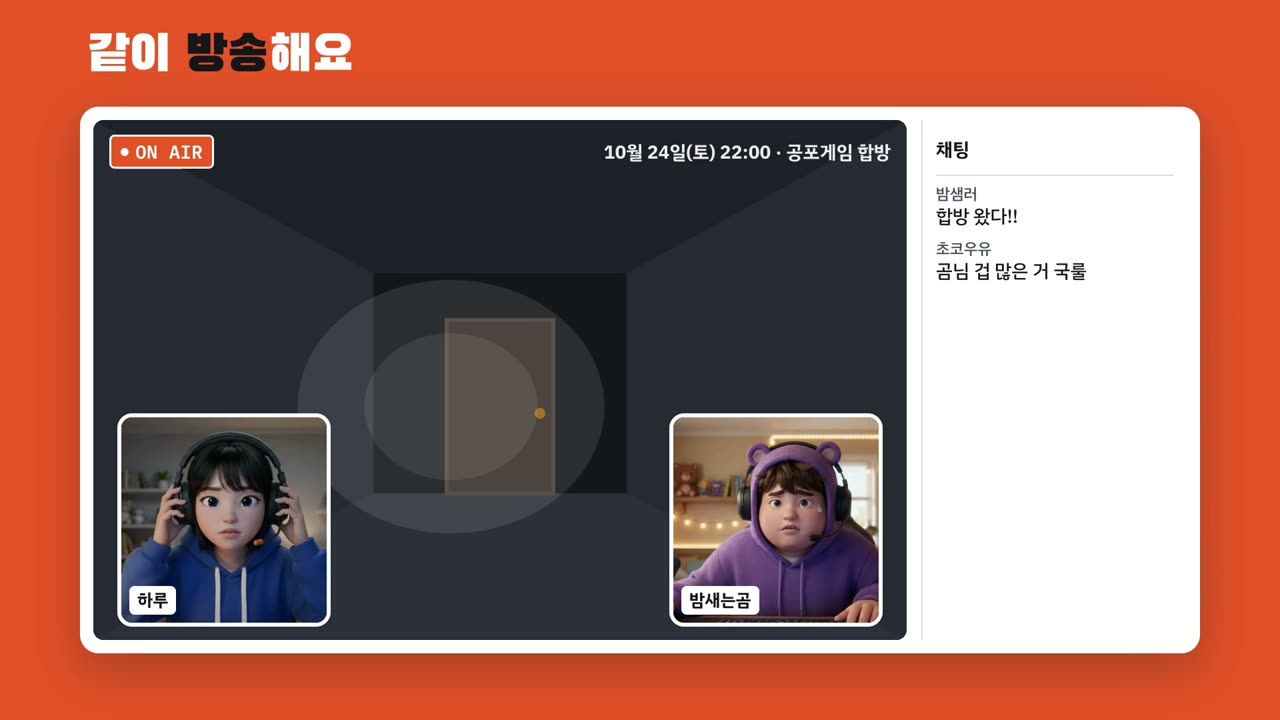 같이 방송해요
ON AIR
10월 24일(토) 22:00 · 공포게임 합방
채팅
밤샘러
합방 왔다!!
초코우유
곰님 겁 많은 거 국룰
하루
밤새는곰